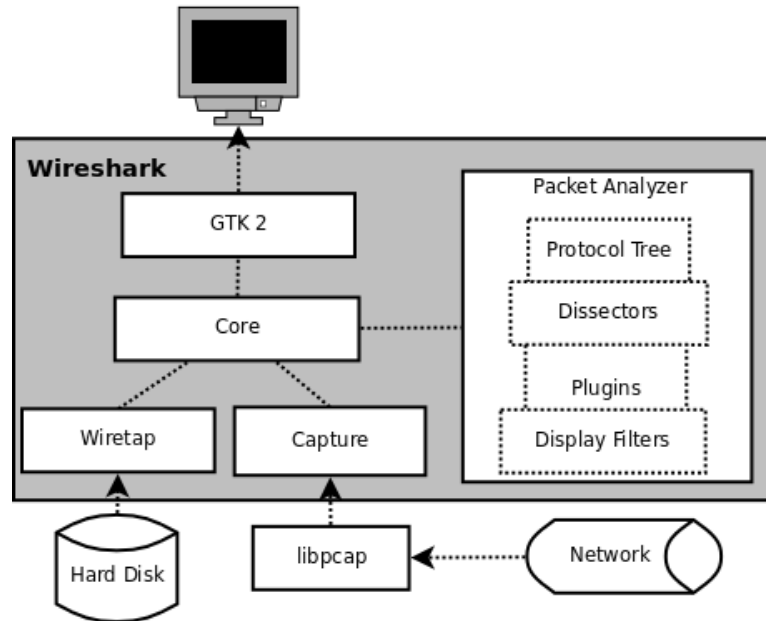 Wireshark
Packet Analyzer
GTK 2
Protocol Tree
Core
Dissectors
Plugins
Wiretap
Capture
Display Filters
Hard Disk
libpcap
Network